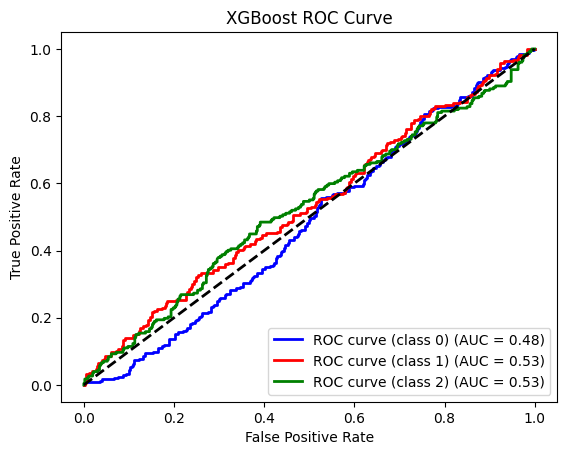 XGBoost ROC Curve
True Positive Rate
1.0
0.8
0.6
0.4
0.2
0.0
ROC curve (class 0) (AUC = 0.48)
ROC curve (class 1) (AUC = 0.53)
ROC curve (class 2) (AUC = 0.53)
0.0 0.2 0.4 0.6 0.8 1.0
False Positive Rate